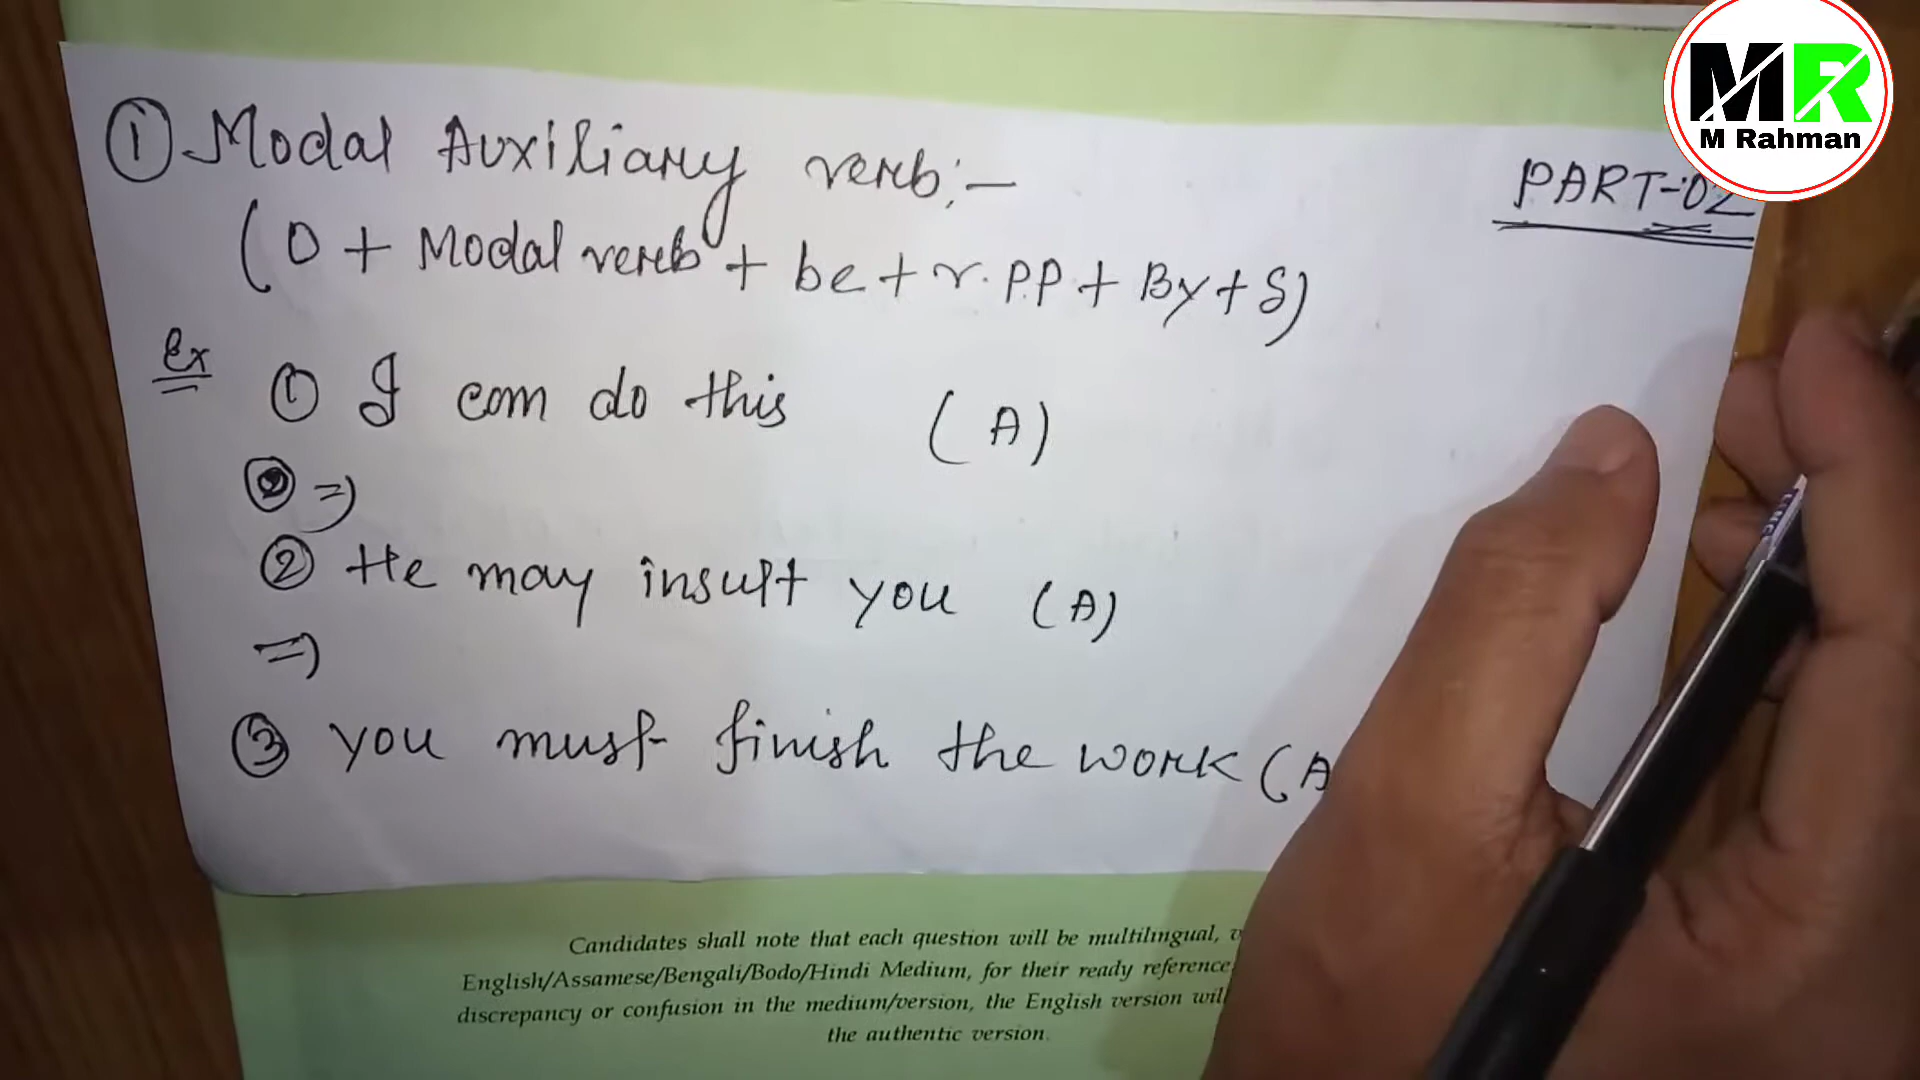 MR
M Rahman
PART-02
① Modal Auxiliary verb:-
(O + Modal verb + be + v.pp + By + S)
Ex
① I can do this (A)
② =)
② He may insult you (A)
=)
③ you must finish the work (A
Candidates shall note that each question will be multilingual,
English/Assamese/Bengali/Bodo/Hindi Medium, for their ready reference.
discrepancy or confusion in the medium/version, the English version will
the authentic version.